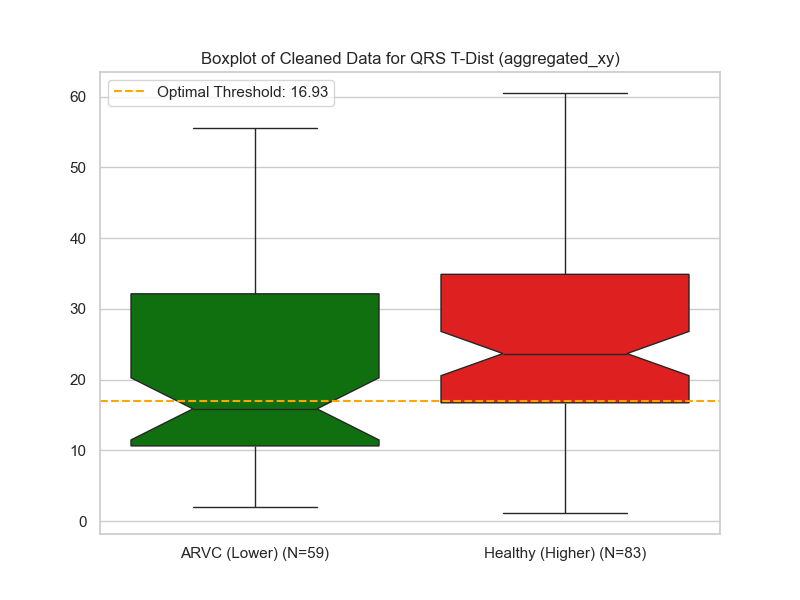 Boxplot of Cleaned Data for QRS T-Dist (aggregated_xy)
Optimal Threshold: 16.93
60
50
40
30
20
10
0
ARVC (Lower) (N=59)
Healthy (Higher) (N=83)